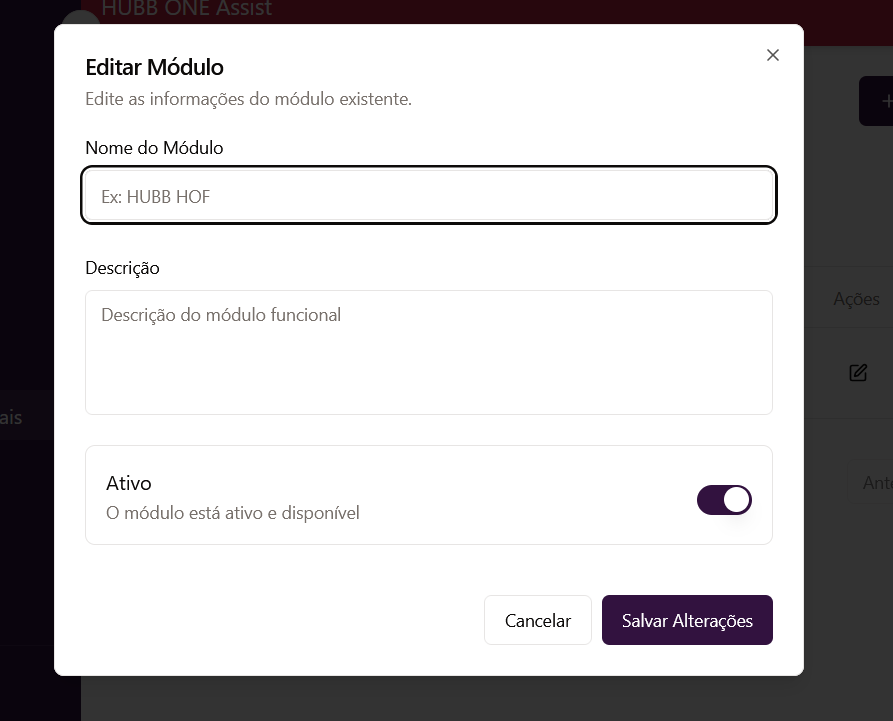 HUBB ONE Assist
Editar Módulo
Edite as informações do módulo existente.
Nome do Módulo
Ex: HUBB HOF
Descrição
Descrição do módulo funcional
Ações
ais
Ativo
O módulo está ativo e disponível
Ante
Cancelar
Salvar Alterações